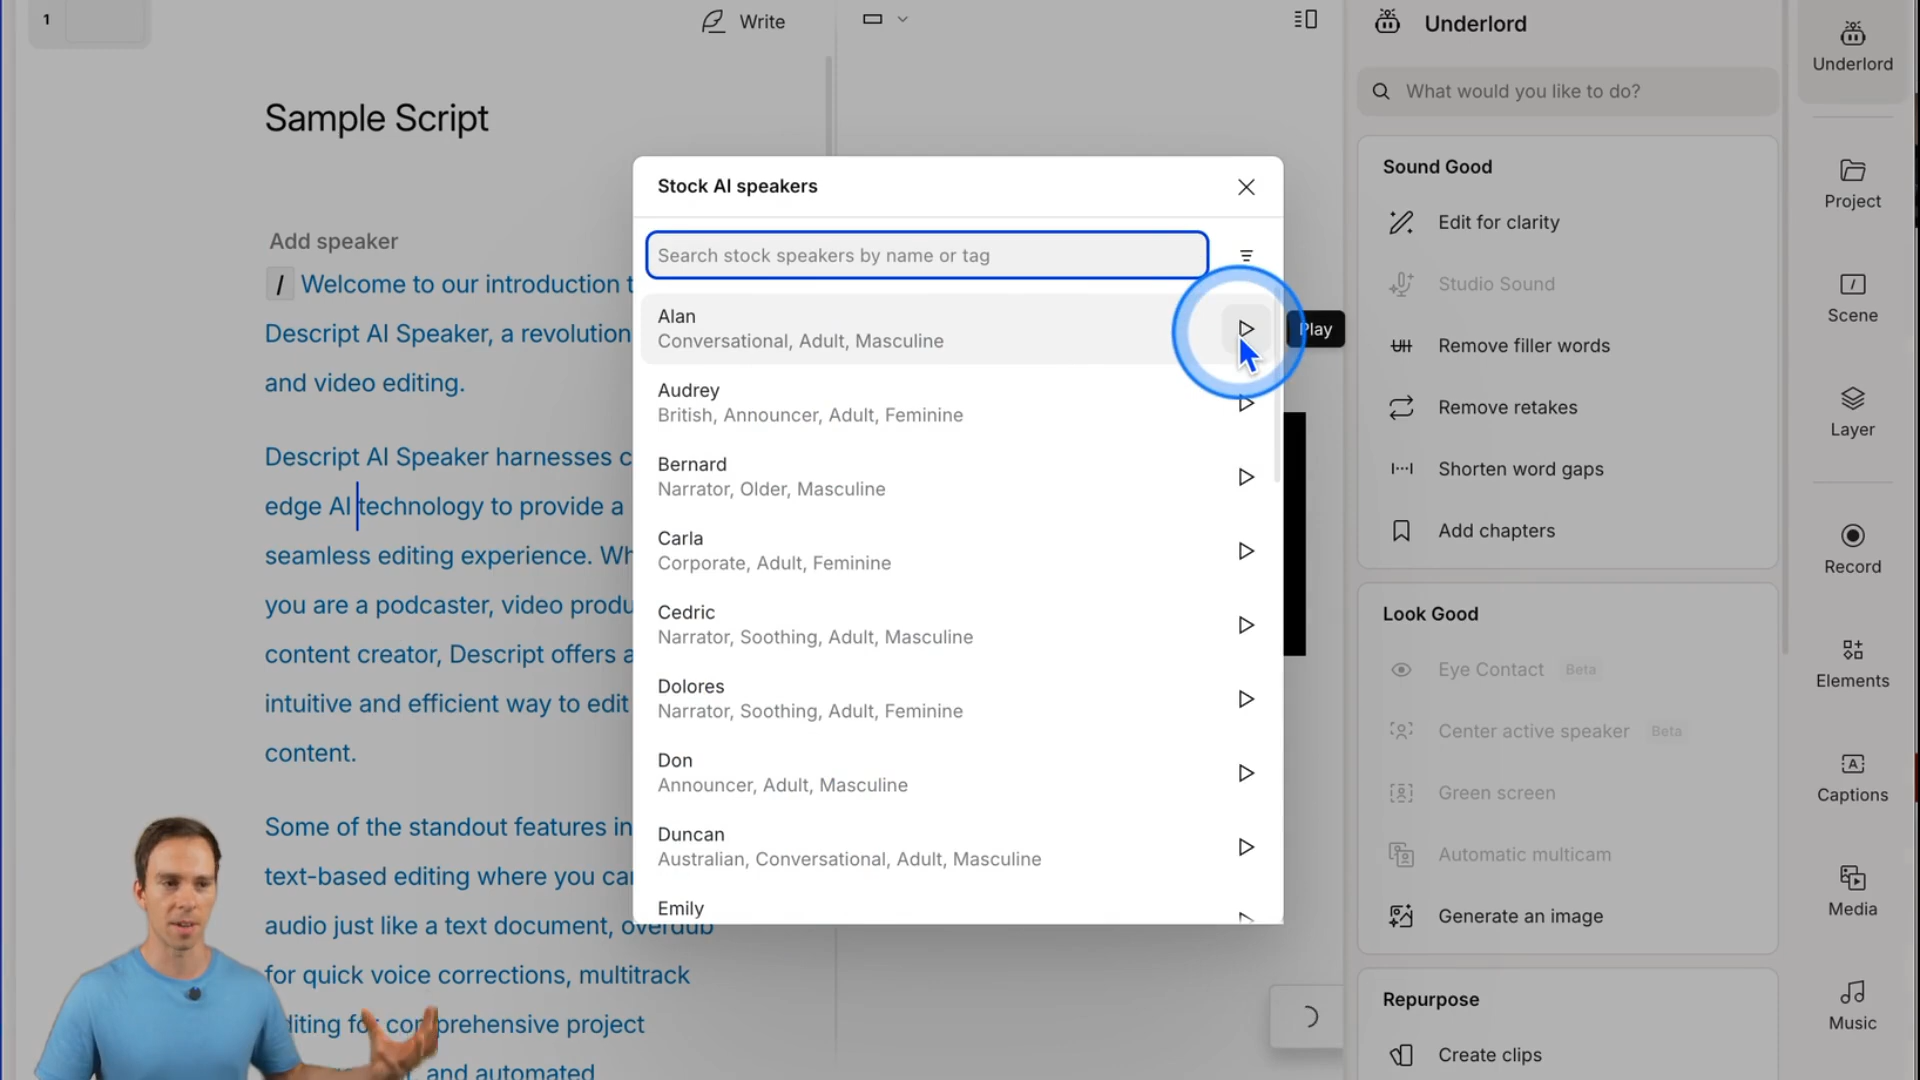 1
Write
Sample Script
Add speaker
/ Welcome to our introduction t
Descript AI Speaker, a revolution
and video editing.
Descript AI Speaker harnesses c
edge AI technology to provide a
seamless editing experience. Wh
you are a podcaster, video produ
content creator, Descript offers a
intuitive and efficient way to edit
content.
Some of the standout features in
text-based editing where you car
audio just like a text document, overdub
for quick voice corrections, multitrack
diting for comprehensive project
and automated
Stock AI speakers
Search stock speakers by name or tag
Alan
Conversational, Adult, Masculine
Play
Audrey
British, Announcer, Adult, Feminine
Bernard
Narrator, Older, Masculine
Carla
Corporate, Adult, Feminine
Cedric
Narrator, Soothing, Adult, Masculine
Dolores
Narrator, Soothing, Adult, Feminine
Don
Announcer, Adult, Masculine
Duncan
Australian, Conversational, Adult, Masculine
Emily
Underlord
What would you like to do?
Sound Good
Edit for clarity
Studio Sound
Remove filler words
Remove retakes
Shorten word gaps
Add chapters
Look Good
Eye Contact Beta
Center active speaker Beta
Green screen
Automatic multicam
Generate an image
Repurpose
Create clips
Underlord
Project
Scene
Layer
Record
Elements
Captions
Media
Music